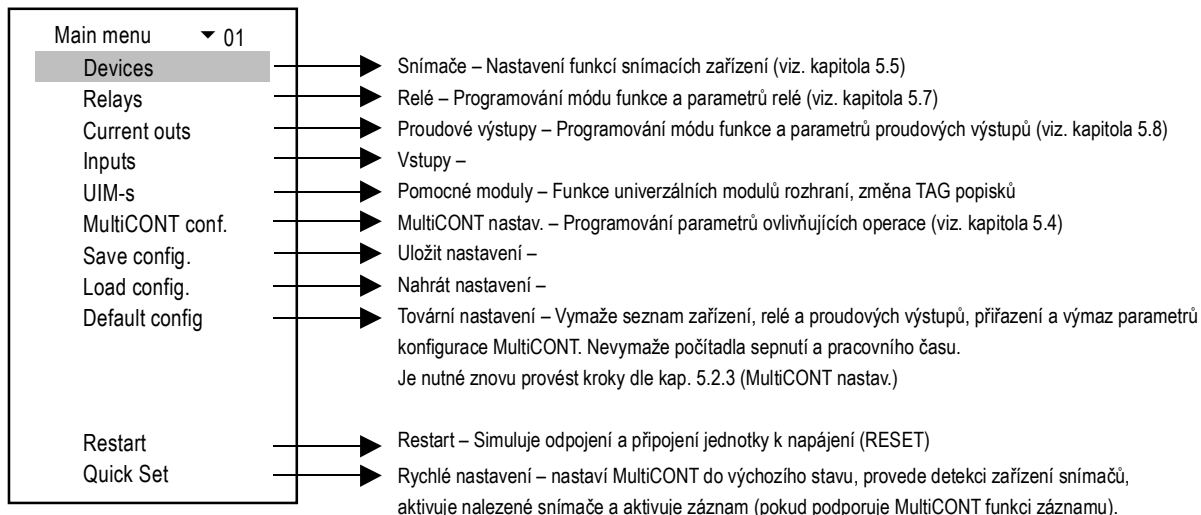 Main menu ▼ 01
Devices
Snímače – Nastavení funkcí snímacích zařízení (viz. kapitola 5.5)
Relays
Relé – Programování módu funkce a parametrů relé (viz. kapitola 5.7)
Current outs
Proudové výstupy – Programování módu funkce a parametrů proudových výstupů (viz. kapitola 5.8)
Inputs
Vstupy –
UIM-s
Pomocné moduly – Funkce univerzálních modulů rozhraní, změna TAG popisků
MultiCONT conf.
MultiCONT nastav. – Programování parametrů ovlivňujících operace (viz. kapitola 5.4)
Save config.
Uložit nastavení –
Load config.
Nahrát nastavení –
Default config
Tovární nastavení – Vymaže seznam zařízení, relé a proudových výstupů, přiřazení a výmaz parametrů
konfigurace MultiCONT. Nevymaže počítadla sepnutí a pracovního času.
Je nutné znovu provést kroky dle kap. 5.2.3 (MultiCONT nastav.)
Restart
Restart – Simuluje odpojení a připojení jednotky k napájení (RESET)
Quick Set
Rychlé nastavení – nastaví MultiCONT do výchozího stavu, provede detekci zařízení snímačů,
aktivuje nalezené snímače a aktivuje záznam (pokud podporuje MultiCONT funkci záznamu).